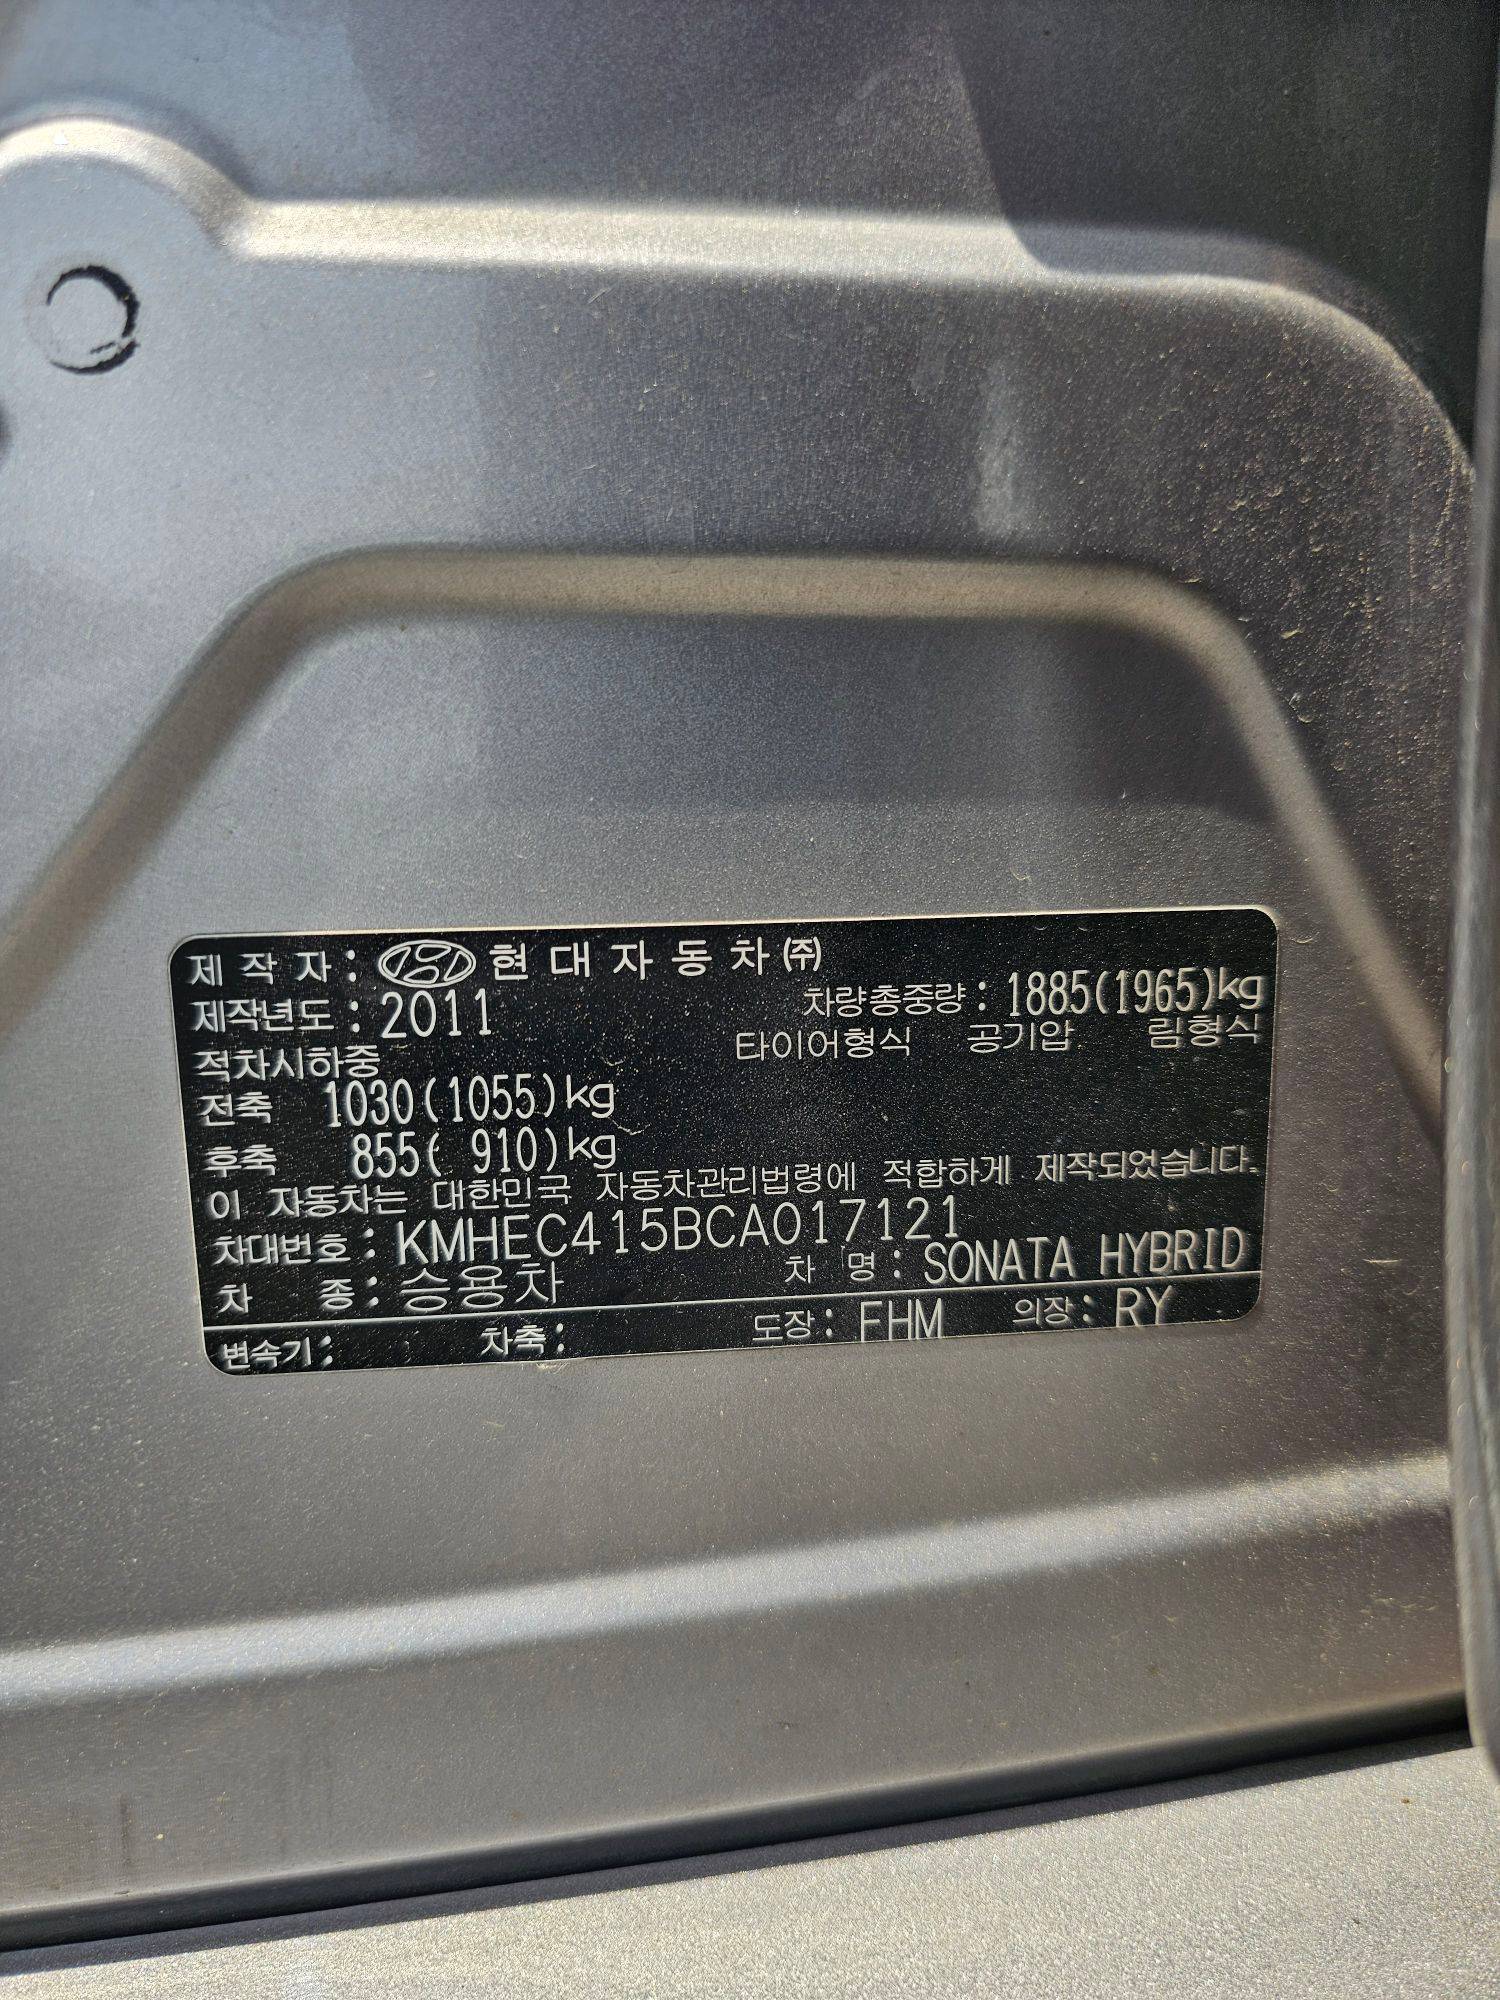 제 작 자 : 현 대 자 동 차 ㈜
제작년도 : 2011 차량총중량 : 1885(1965)kg
적차시하중 타이어형식 공기압 림형식
전축 1030(1055)kg
후축 855( 910)kg
이 자동차는 대한민국 자동차관리법령에 적합하게 제작되었습니다.
차대번호 : KMHEC415BCA017121
차 종 : 승용차 차 명 : SONATA HYBRID
변속기 : 차축 : 도장 : FHM 의장 : RY